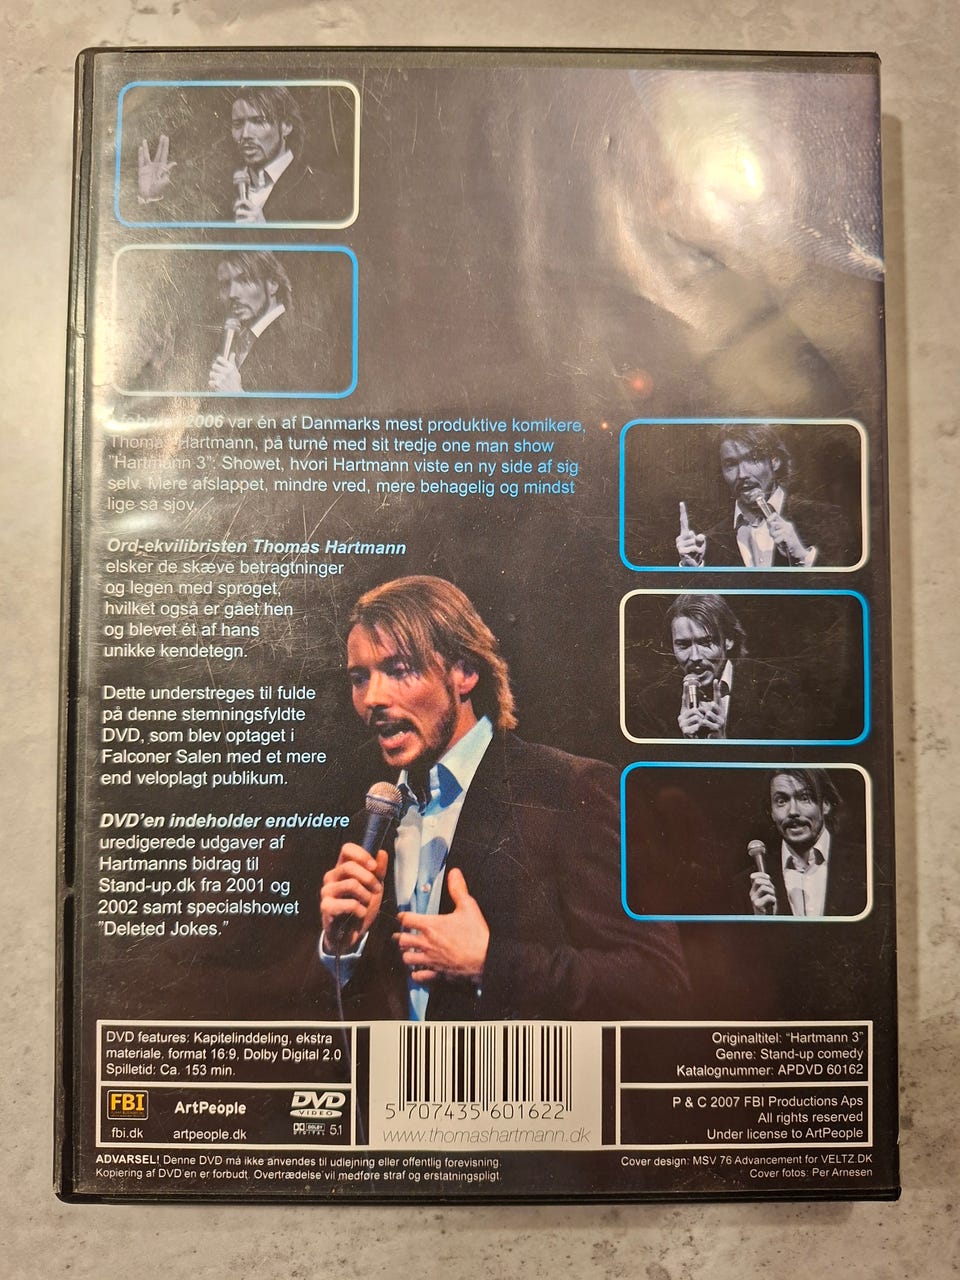 februar 2006 var én af Danmarks mest produktive komikere,
Thomas Hartmann, på turné med sit tredje one man show
"Hartmann 3". Showet, hvori Hartmann viste en ny side af sig
selv. Mere afslappet, mindre vred, mere behagelig og mindst
lige så sjov.
Ord-ekvilibristen Thomas Hartmann
elsker de skæve betragtninger
og legen med sproget,
hvilket også er gået hen
og blevet ét af hans
unikke kendetegn.
Dette understreges til fulde
på denne stemningsfyldte
DVD, som blev optaget i
Falconer Salen med et mere
end veloplagt publikum.
DVD'en indeholder endvidere
uredigerede udgaver af
Hartmanns bidrag til
Stand-up.dk fra 2001 og
2002 samt specialshowet
"Deleted Jokes."
DVD features: Kapitelinddeling, ekstra
materiale, format 16:9, Dolby Digital 2.0
Spilletid: Ca. 153 min.
FBI
fbi.dk
ArtPeople
artpeople.dk
DVD
VIDEO
DOLBY
DIGITAL 5.1
5 707435 601622
www.thomashartmann.dk
Originaltitel: "Hartmann 3"
Genre: Stand-up comedy
Katalognummer: APDVD 60162
P & C 2007 FBI Productions Aps
All rights reserved
Under license to ArtPeople
ADVARSEL! Denne DVD må ikke anvendes til udlejning eller offentlig forevisning.
Kopiering af DVD'en er forbudt. Overtrædelse vil medføre straf og erstatningspligt.
Cover design: MSV 76 Advancement for VELTZ.DK
Cover fotos: Per Arnesen